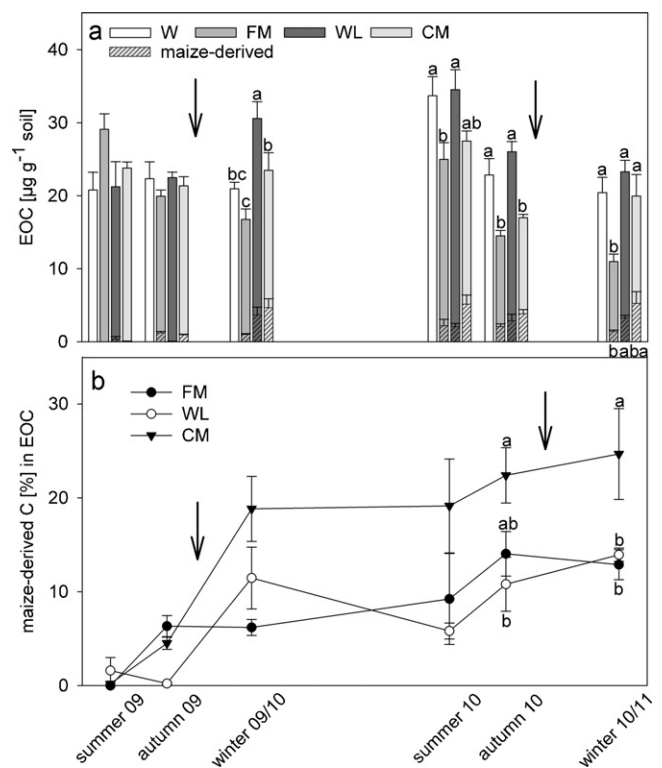 a W FM WL CM
maize-derived
EOC [µg g⁻¹ soil]
40
30
20
10
0
bc c a b
a b a ab
a b a b
a b a a
b a b a
b
FM
WL
CM
maize-derived C [%] in EOC
30
20
10
0
a
ab
b
a
b
b
summer 09 autumn 09 winter 09/10 summer 10 autumn 10 winter 10/11